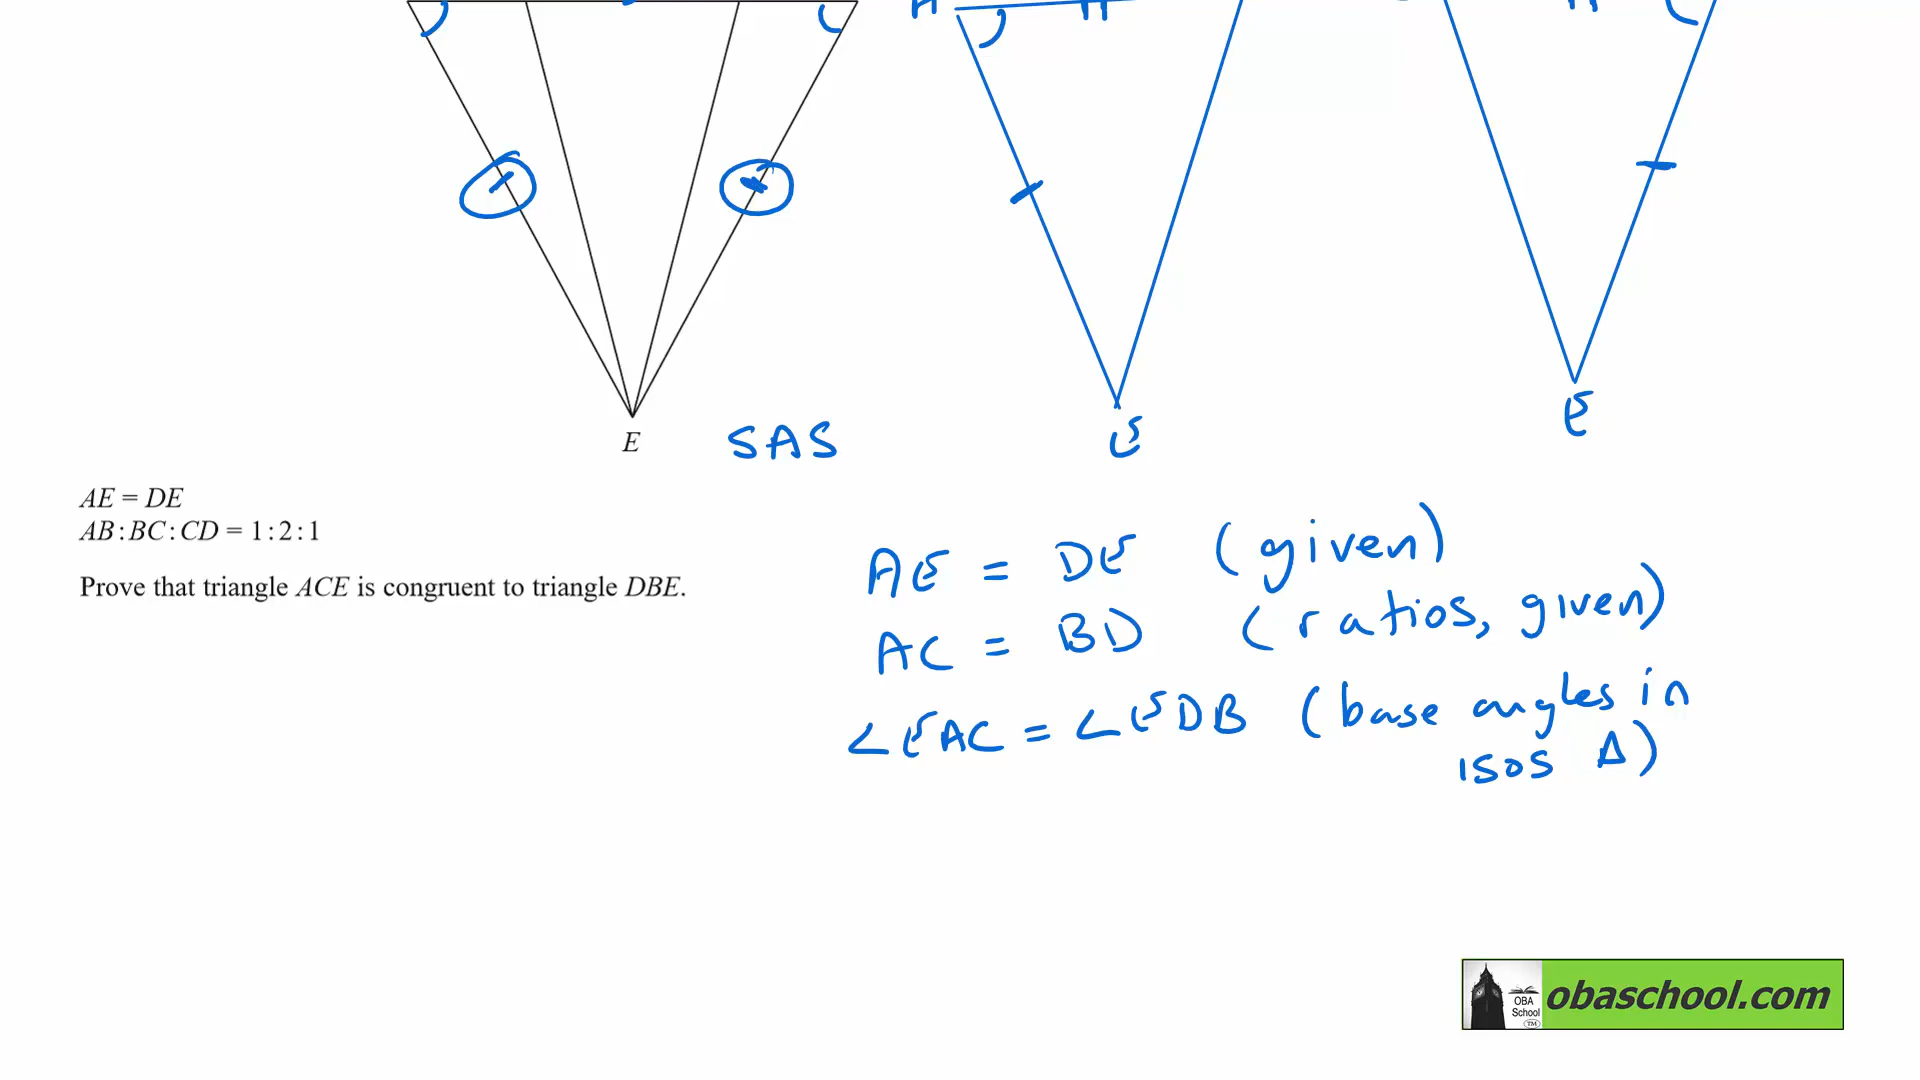 A
E
SAS
E
E
AE = DE
AB : BC : CD = 1 : 2 : 1
Prove that triangle ACE is congruent to triangle DBE.
AE = DE (given)
AC = BD (ratios, given)
∠EAC = ∠EDB (base angles in
isos Δ)
OBA
School
TM
obaschool.com